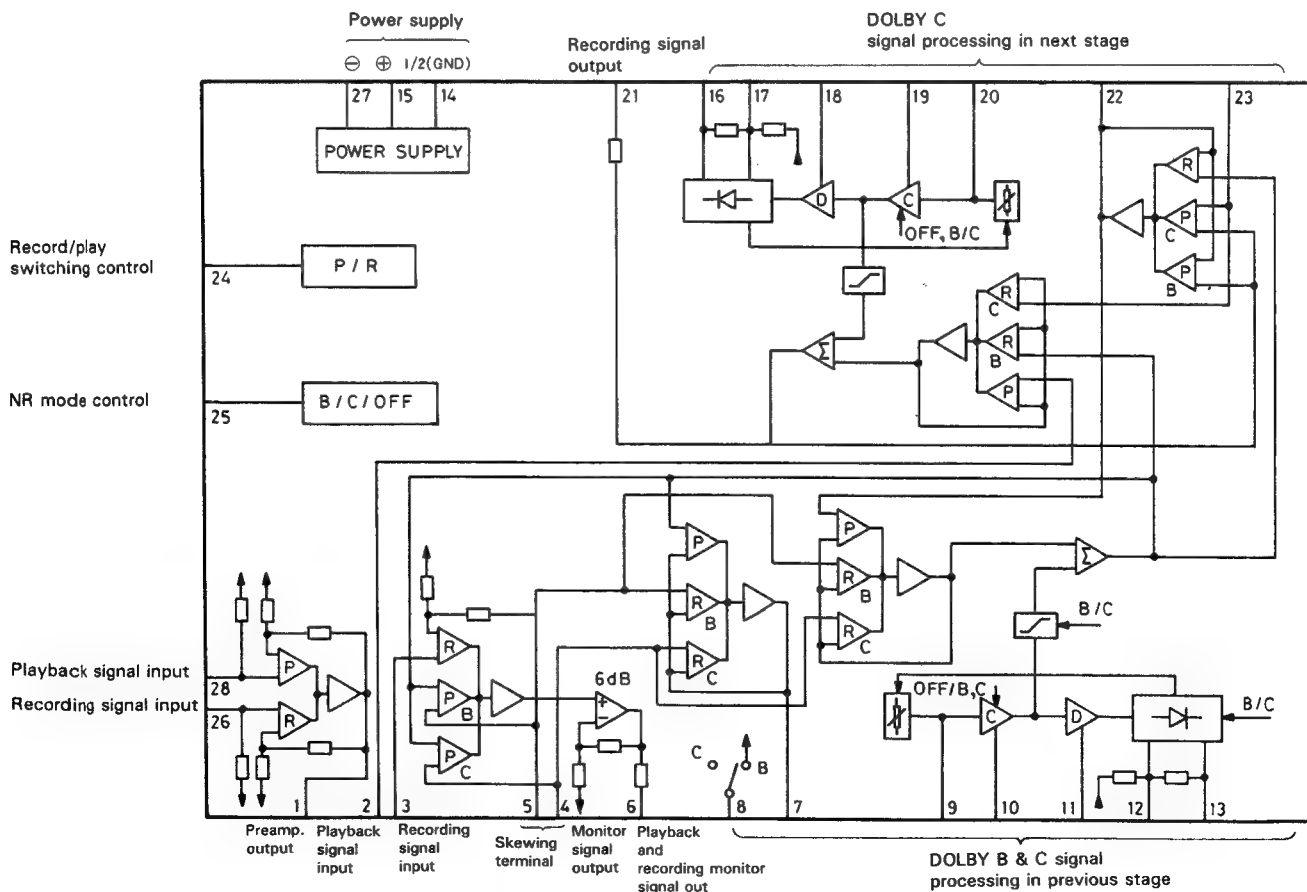 Power supply
⊖ ⊕ 1/2(GND)
27 15 14
POWER SUPPLY
Recording signal
output
21
DOLBY C
signal processing in next stage
16 17 18 19 20 22 23
D
C
OFF, B/C
R
P
C
P
B
Record/play
switching control
24
P / R
NR mode control
25
B / C / OFF
Σ
R
C
R
B
P
P
R
B
R
C
P
R
B
R
C
Σ
B/C
Playback signal input
28
Recording signal input
26
P
R
R
P
B
P
C
6dB
+
−
C
B
OFF/B, C
C
D
B/C
1 2 3 5 4 6 8 7 9 10 11 12 13
Preamp.
output
Playback
signal
input
Recording
signal
input
Skewing
terminal
Monitor
signal
output
Playback
and
recording monitor
signal out
DOLBY B & C signal
processing in previous stage